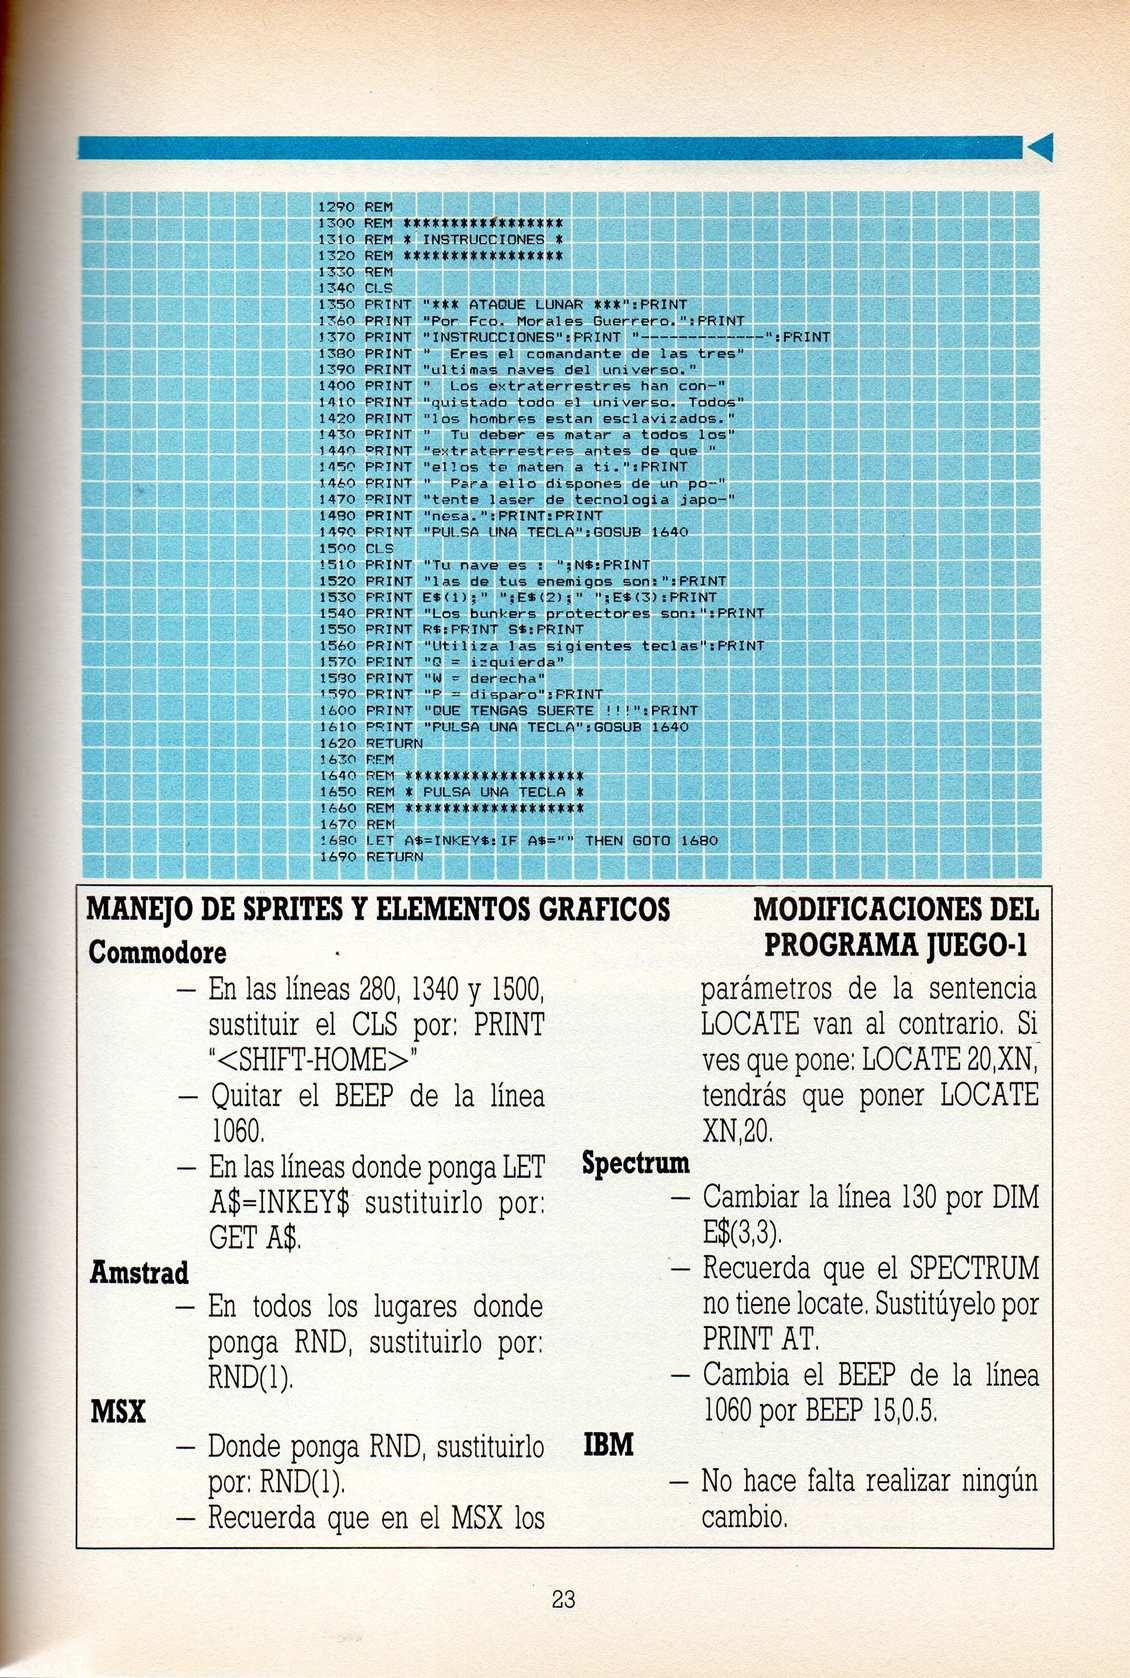 1290 REM
1300 REM *****************
1310 REM * INSTRUCCIONES *
1320 REM *****************
1330 REM
1340 CLS
1350 PRINT "*** ATAQUE LUNAR ***":PRINT
1360 PRINT "Por Fco. Morales Guerrero.":PRINT
1370 PRINT "INSTRUCCIONES":PRINT "-------------":PRINT
1380 PRINT "  Eres el comandante de las tres"
1390 PRINT "ultimas naves del universo."
1400 PRINT "  Los extraterrestres han con-"
1410 PRINT "quistado todo el universo. Todos"
1420 PRINT "los hombres estan esclavizados."
1430 PRINT "  Tu deber es matar a todos los"
1440 PRINT "extraterrestres antes de que "
1450 PRINT "ellos te maten a ti.":PRINT
1460 PRINT "  Para ello dispones de un po-"
1470 PRINT "tente laser de tecnologia japo-"
1480 PRINT "nesa.":PRINT:PRINT
1490 PRINT "PULSA UNA TECLA":GOSUB 1640
1500 CLS
1510 PRINT "Tu nave es : ";N$:PRINT
1520 PRINT "las de tus enemigos son:":PRINT
1530 PRINT E$(1);" ";E$(2);" ";E$(3):PRINT
1540 PRINT "Los bunkers protectores son:":PRINT
1550 PRINT R$:PRINT S$:PRINT
1560 PRINT "Utiliza las sigientes teclas":PRINT
1570 PRINT "Q = izquierda"
1580 PRINT "W = derecha"
1590 PRINT "P = disparo":PRINT
1600 PRINT "QUE TENGAS SUERTE !!!":PRINT
1610 PRINT "PULSA UNA TECLA":GOSUB 1640
1620 RETURN
1630 REM
1640 REM *******************
1650 REM * PULSA UNA TECLA *
1660 REM *******************
1670 REM
1680 LET A$=INKEY$:IF A$="" THEN GOTO 1680
1690 RETURN
MANEJO DE SPRITES Y ELEMENTOS GRAFICOS
MODIFICACIONES DEL
PROGRAMA JUEGO-1
Commodore
— En las líneas 280, 1340 y 1500,
sustituir el CLS por: PRINT
"<SHIFT-HOME>"
— Quitar el BEEP de la línea
1060.
— En las líneas donde ponga LET
A$=INKEY$ sustituirlo por:
GET A$.
Amstrad
— En todos los lugares donde
ponga RND, sustituirlo por:
RND(1).
MSX
— Donde ponga RND, sustituirlo
por: RND(1).
— Recuerda que en el MSX los
parámetros de la sentencia
LOCATE van al contrario. Si
ves que pone: LOCATE 20,XN,
tendrás que poner LOCATE
XN,20.
Spectrum
— Cambiar la línea 130 por DIM
E$(3,3).
— Recuerda que el SPECTRUM
no tiene locate. Sustitúyelo por
PRINT AT.
— Cambia el BEEP de la línea
1060 por BEEP 15,0.5.
IBM
— No hace falta realizar ningún
cambio.
23